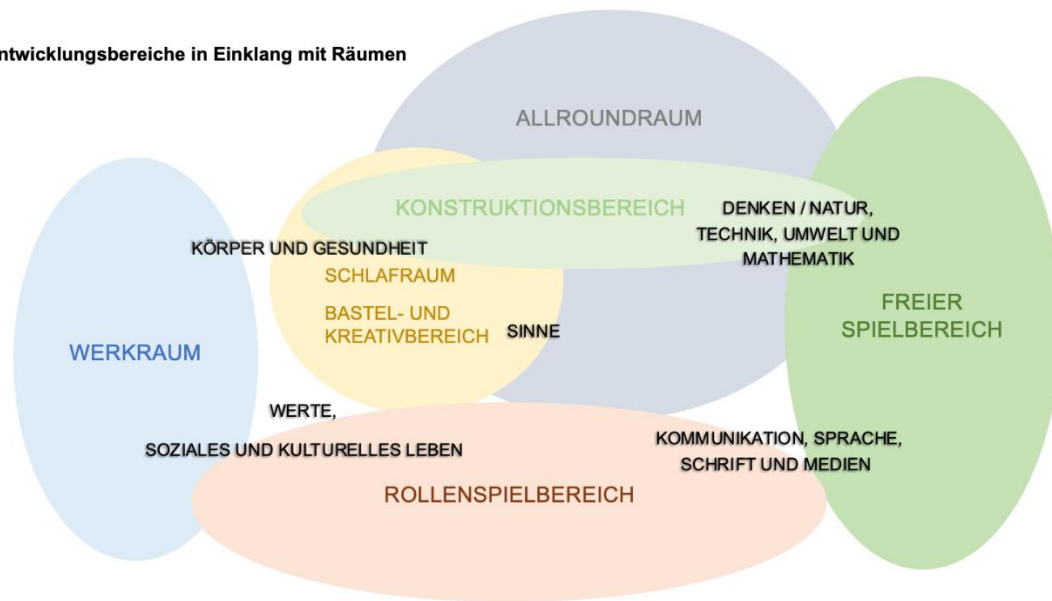 ntwicklungsbereiche in Einklang mit Räumen
ALLROUNDRAUM
KONSTRUKTIONSBEREICH
DENKEN / NATUR,
TECHNIK, UMWELT UND
MATHEMATIK
KÖRPER UND GESUNDHEIT
SCHLAFRAUM
BASTEL- UND
KREATIVBEREICH
SINNE
FREIER
SPIELBEREICH
WERKRAUM
WERTE,
SOZIALES UND KULTURELLES LEBEN
KOMMUNIKATION, SPRACHE,
SCHRIFT UND MEDIEN
ROLLENSPIELBEREICH